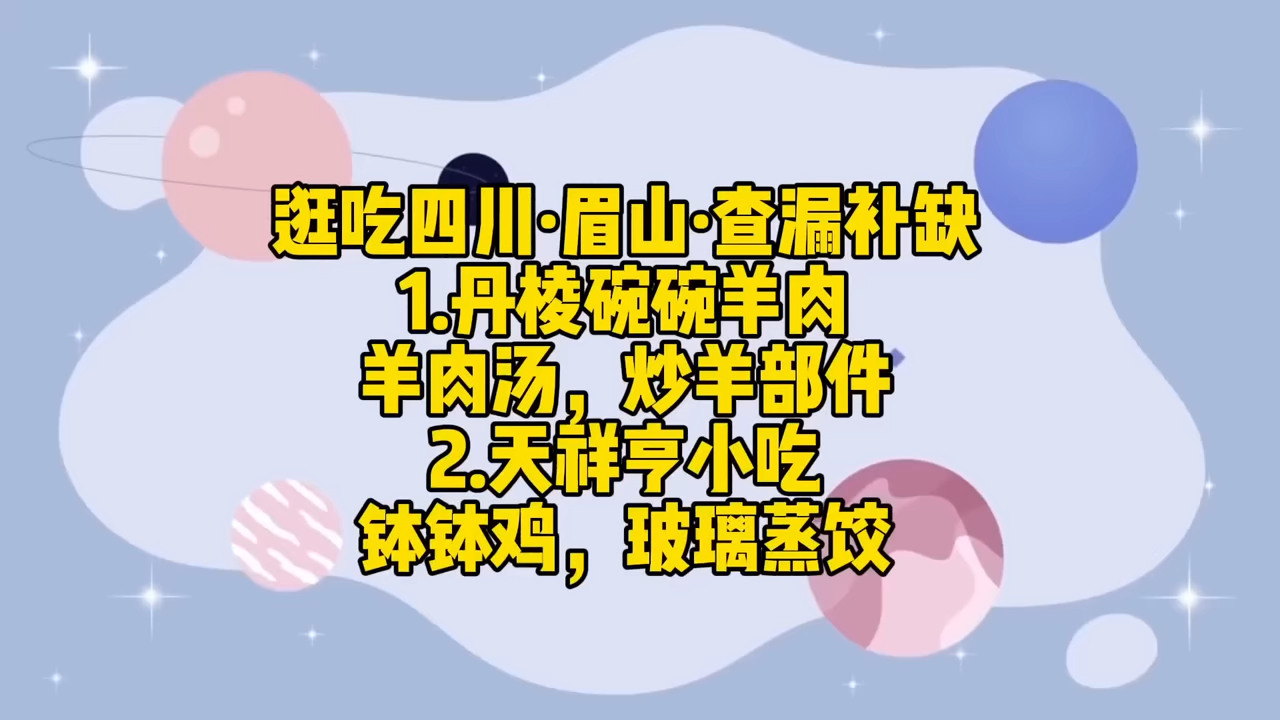 逛吃四川·眉山·查漏补缺
1.丹棱碗碗羊肉
羊肉汤，炒羊部件
2.天祥亨小吃
钵钵鸡，玻璃蒸饺